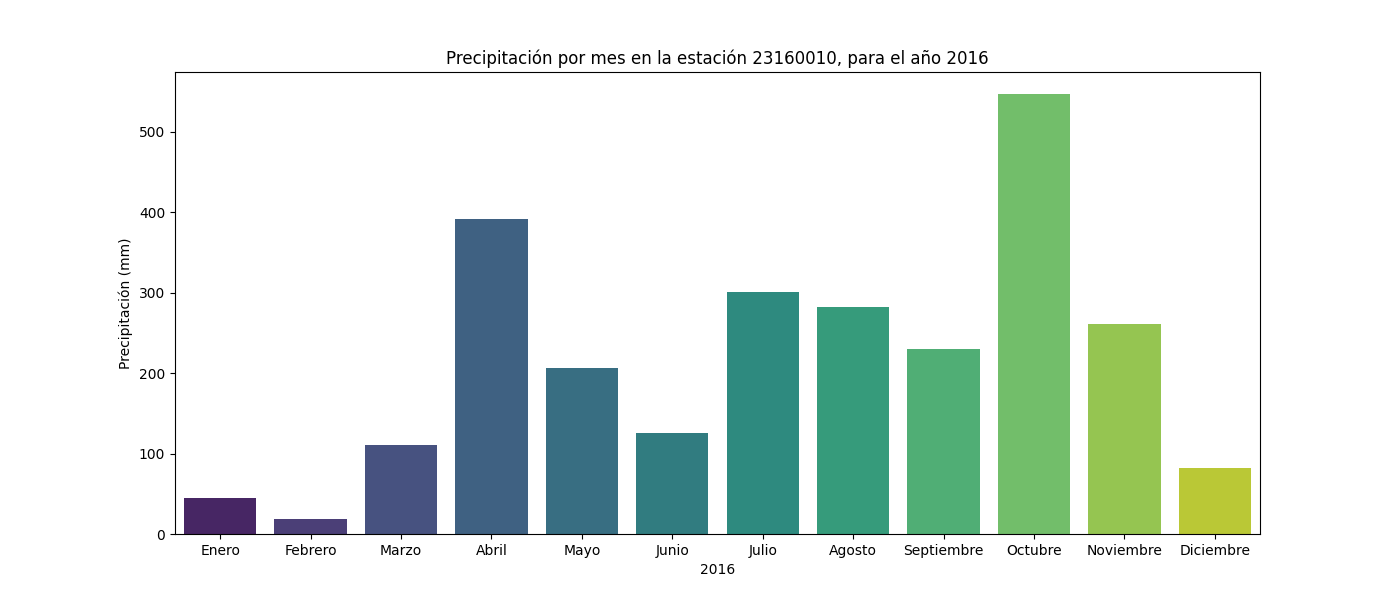 Precipitación por mes en la estación 23160010, para el año 2016
Precipitación (mm)
500
400
300
200
100
0
Enero Febrero Marzo Abril Mayo Junio Julio Agosto Septiembre Octubre Noviembre Diciembre
2016